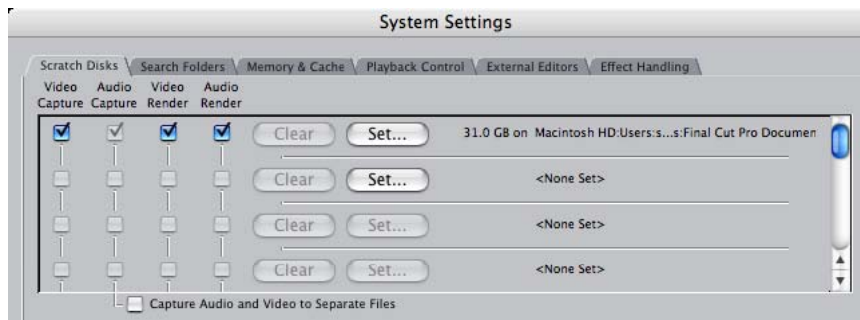 System Settings
Scratch Disks Search Folders Memory & Cache Playback Control External Editors Effect Handling
Video Audio Video Audio
Capture Capture Render Render
Clear Set... 31.0 GB on Macintosh HD:Users:s...s:Final Cut Pro Documen
Clear Set... <None Set>
Clear Set... <None Set>
Clear Set... <None Set>
Capture Audio and Video to Separate Files